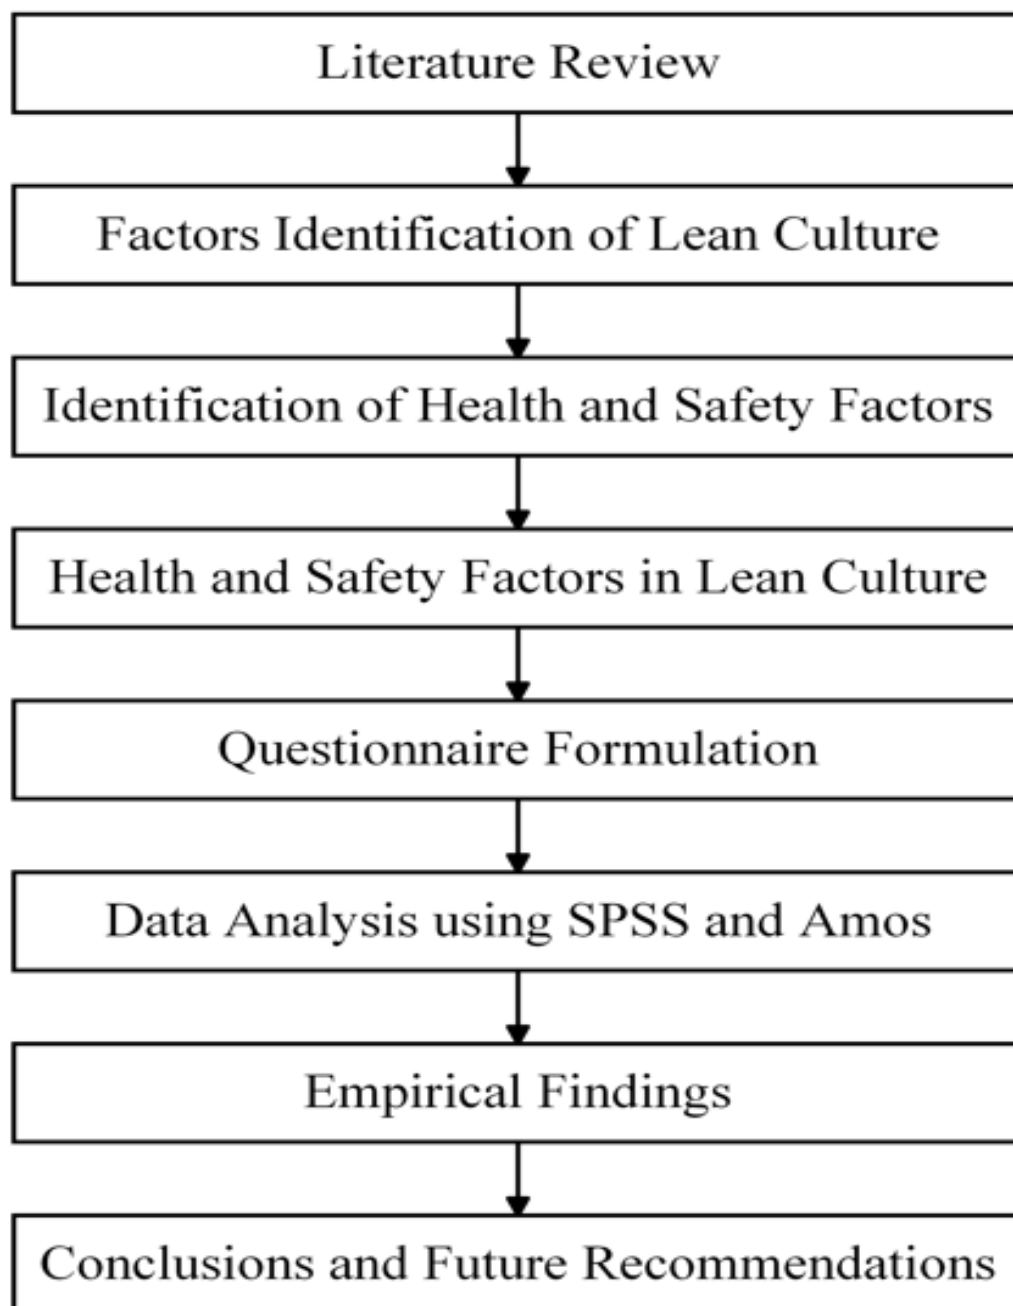 Literature Review
Factors Identification of Lean Culture
Identification of Health and Safety Factors
Health and Safety Factors in Lean Culture
Questionnaire Formulation
Data Analysis using SPSS and Amos
Empirical Findings
Conclusions and Future Recommendations